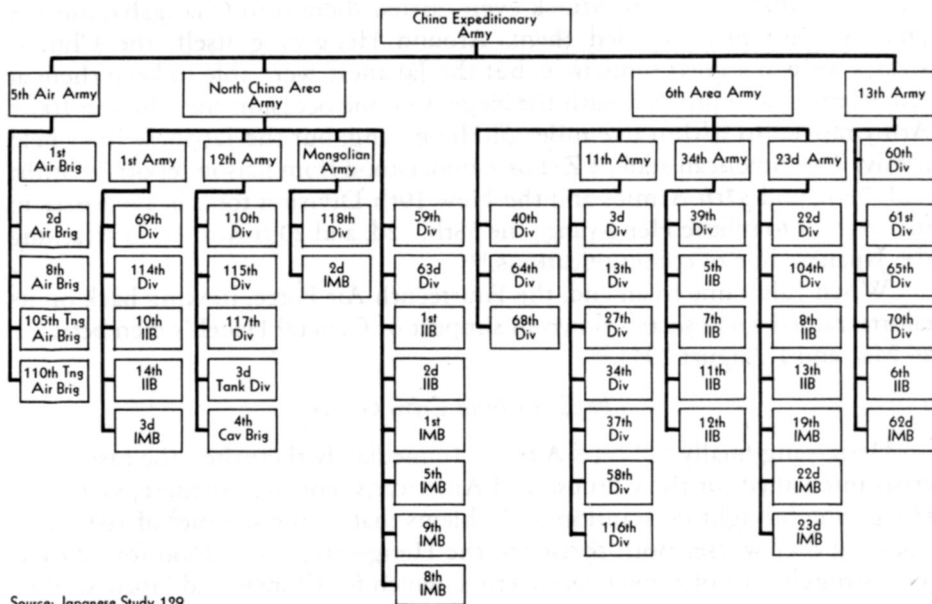 China Expeditionary
Army
5th Air Army
North China Area
Army
6th Area Army
13th Army
1st
Air Brig
1st Army
12th Army
Mongolian
Army
11th Army
34th Army
23d Army
60th
Div
2d
Air Brig
69th
Div
110th
Div
118th
Div
59th
Div
40th
Div
3d
Div
39th
Div
22d
Div
61st
Div
8th
Air Brig
114th
Div
115th
Div
2d
IMB
63d
Div
64th
Div
13th
Div
5th
IIB
104th
Div
65th
Div
105th Tng
Air Brig
10th
IIB
117th
Div
1st
IIB
68th
Div
27th
Div
7th
IIB
8th
IIB
70th
Div
110th Tng
Air Brig
14th
IIB
3d
Tank Div
2d
IIB
34th
Div
11th
IIB
13th
IIB
6th
IIB
3d
IMB
4th
Cav Brig
1st
IMB
37th
Div
12th
IIB
19th
IMB
62d
IMB
5th
IMB
58th
Div
22d
IMB
9th
IMB
116th
Div
23d
IMB
8th
IMB
Source: Japanese Study 129